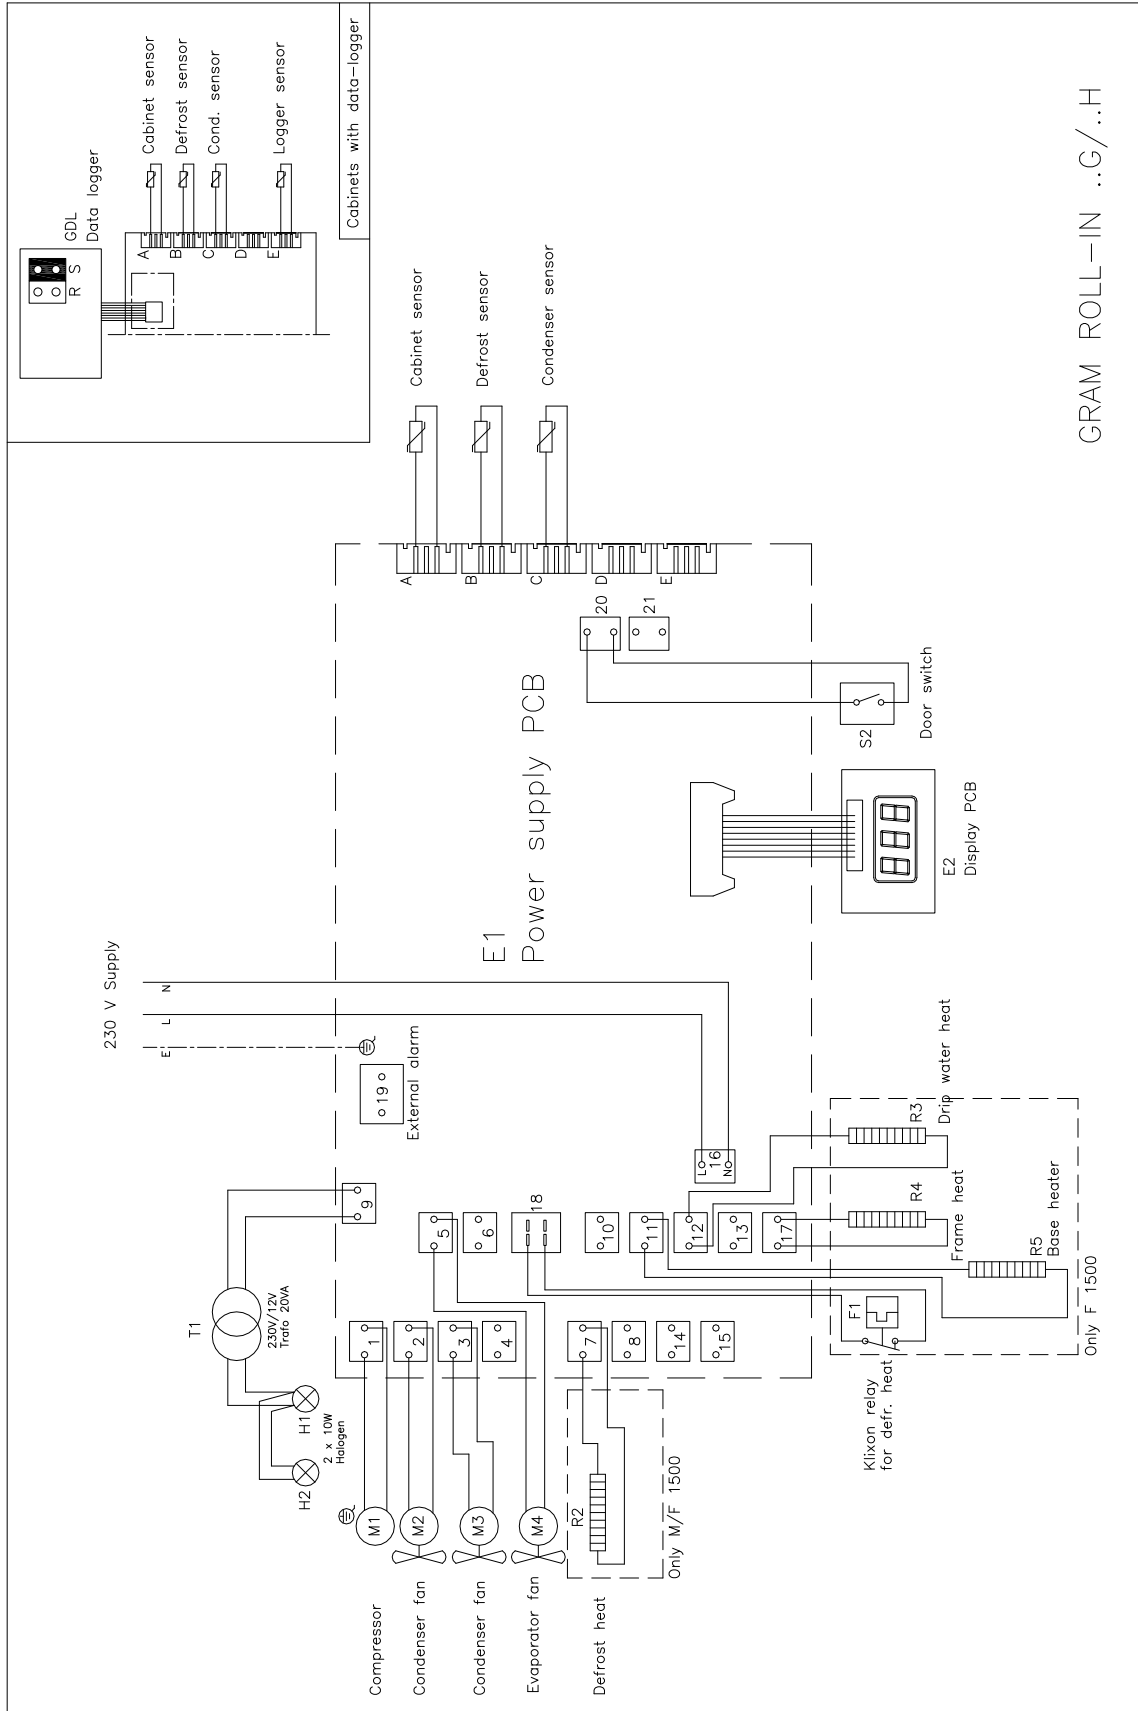 GDL
Data logger
R S
A
B
C
D
E
Cabinet sensor
Defrost sensor
Cond. sensor
Logger sensor
Cabinets with data-logger
230 V Supply
E
L
N
T1
230V/12V
Trafo 20VA
H1
H2
2 x 10W
Halogen
9
19
External alarm
E1
Power supply PCB
A
B
C
D
E
Cabinet sensor
Defrost sensor
Condenser sensor
20
21
S2
Door switch
E2
Display PCB
L
16
N
5
6
18
10
11
12
13
17
1
2
3
4
7
8
14
15
M1
M2
M3
M4
Compressor
Condenser fan
Condenser fan
Evaporator fan
R2
Defrost heat
Only M/F 1500
Klixon relay
for defr. heat
F1
R3
Drip water heat
R4
Frame heat
R5
Base heater
Only F 1500
GRAM ROLL-IN ..G/..H